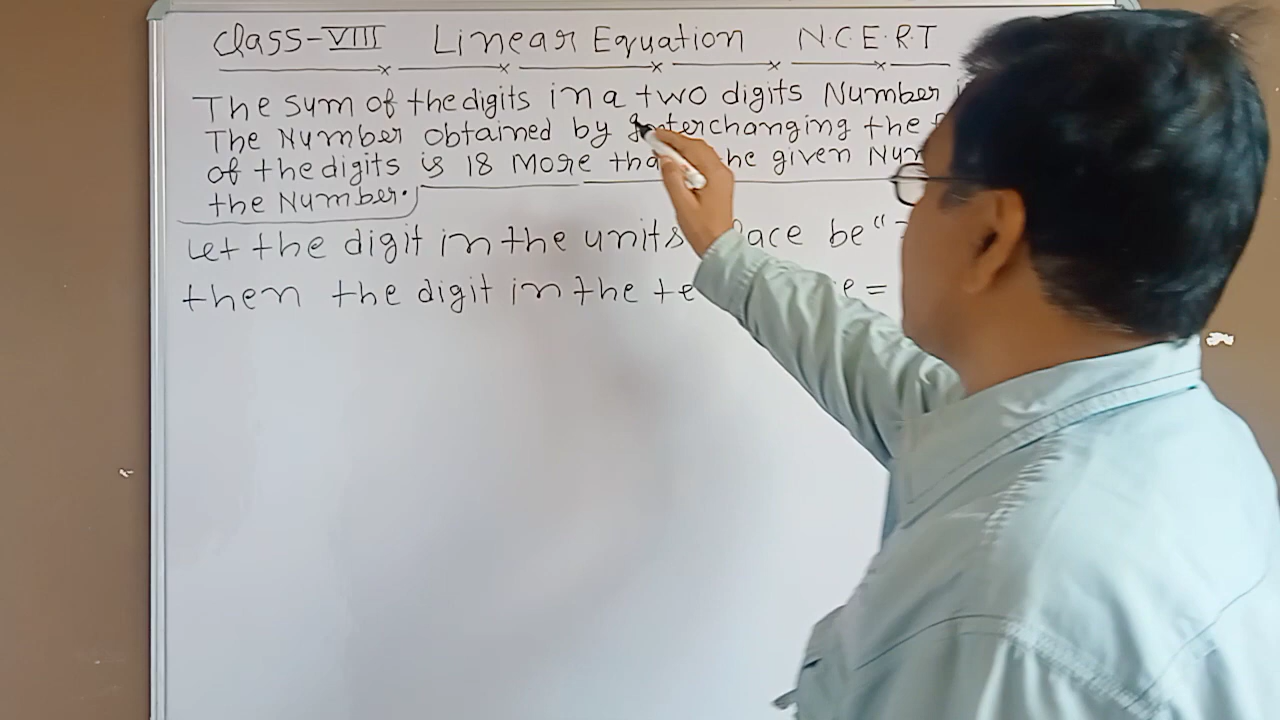 Class-VIII Linear Equation N.C.E.R.T
The sum of the digits in a two digits Number
The Number obtained by Interchanging the
of the digits is 18 More than the given
the Number.
Let the digit in the units place be "
then the digit in the =